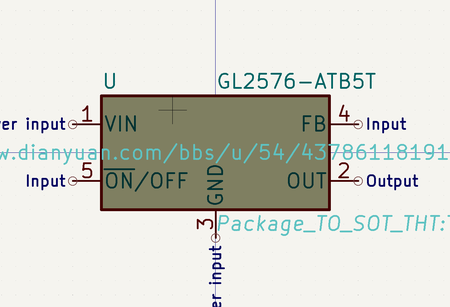 U GL2576-ATB5T
er input 1 VIN FB 4 Input
w.dianyuan.com/bbs/u/54/43786118191
Input 5 ON/OFF GND OUT 2 Output
3 Package_TO_SOT_THT:
er input